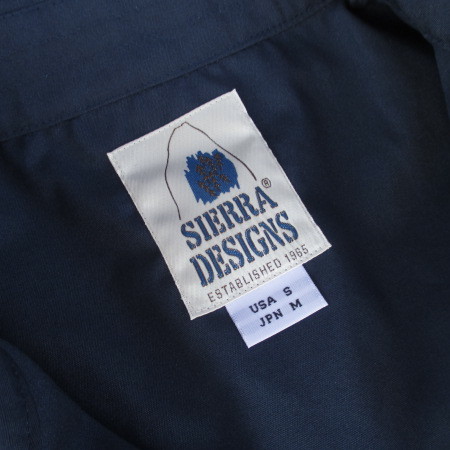 SIERRA
DESIGNS
®
ESTABLISHED 1965
USA S
JPN M